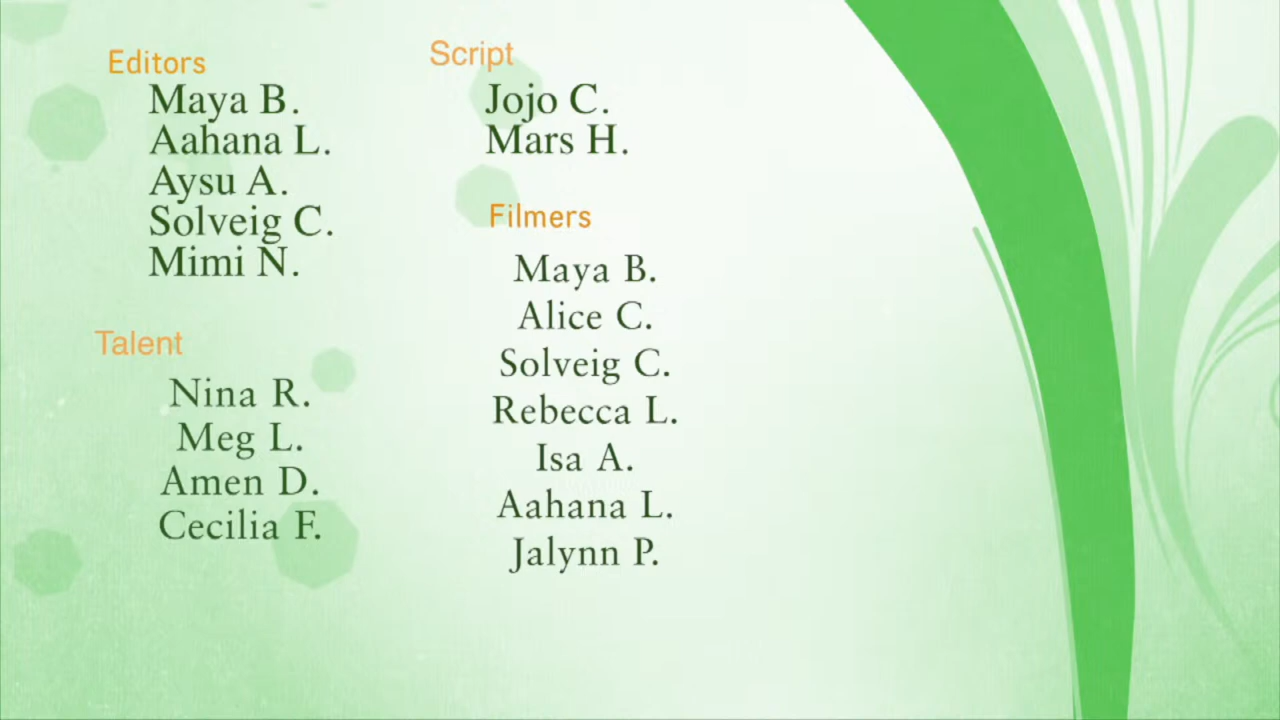 Editors
Maya B.
Aahana L.
Aysu A.
Solveig C.
Mimi N.
Talent
Nina R.
Meg L.
Amen D.
Cecilia F.
Script
Jojo C.
Mars H.
Filmers
Maya B.
Alice C.
Solveig C.
Rebecca L.
Isa A.
Aahana L.
Jalynn P.